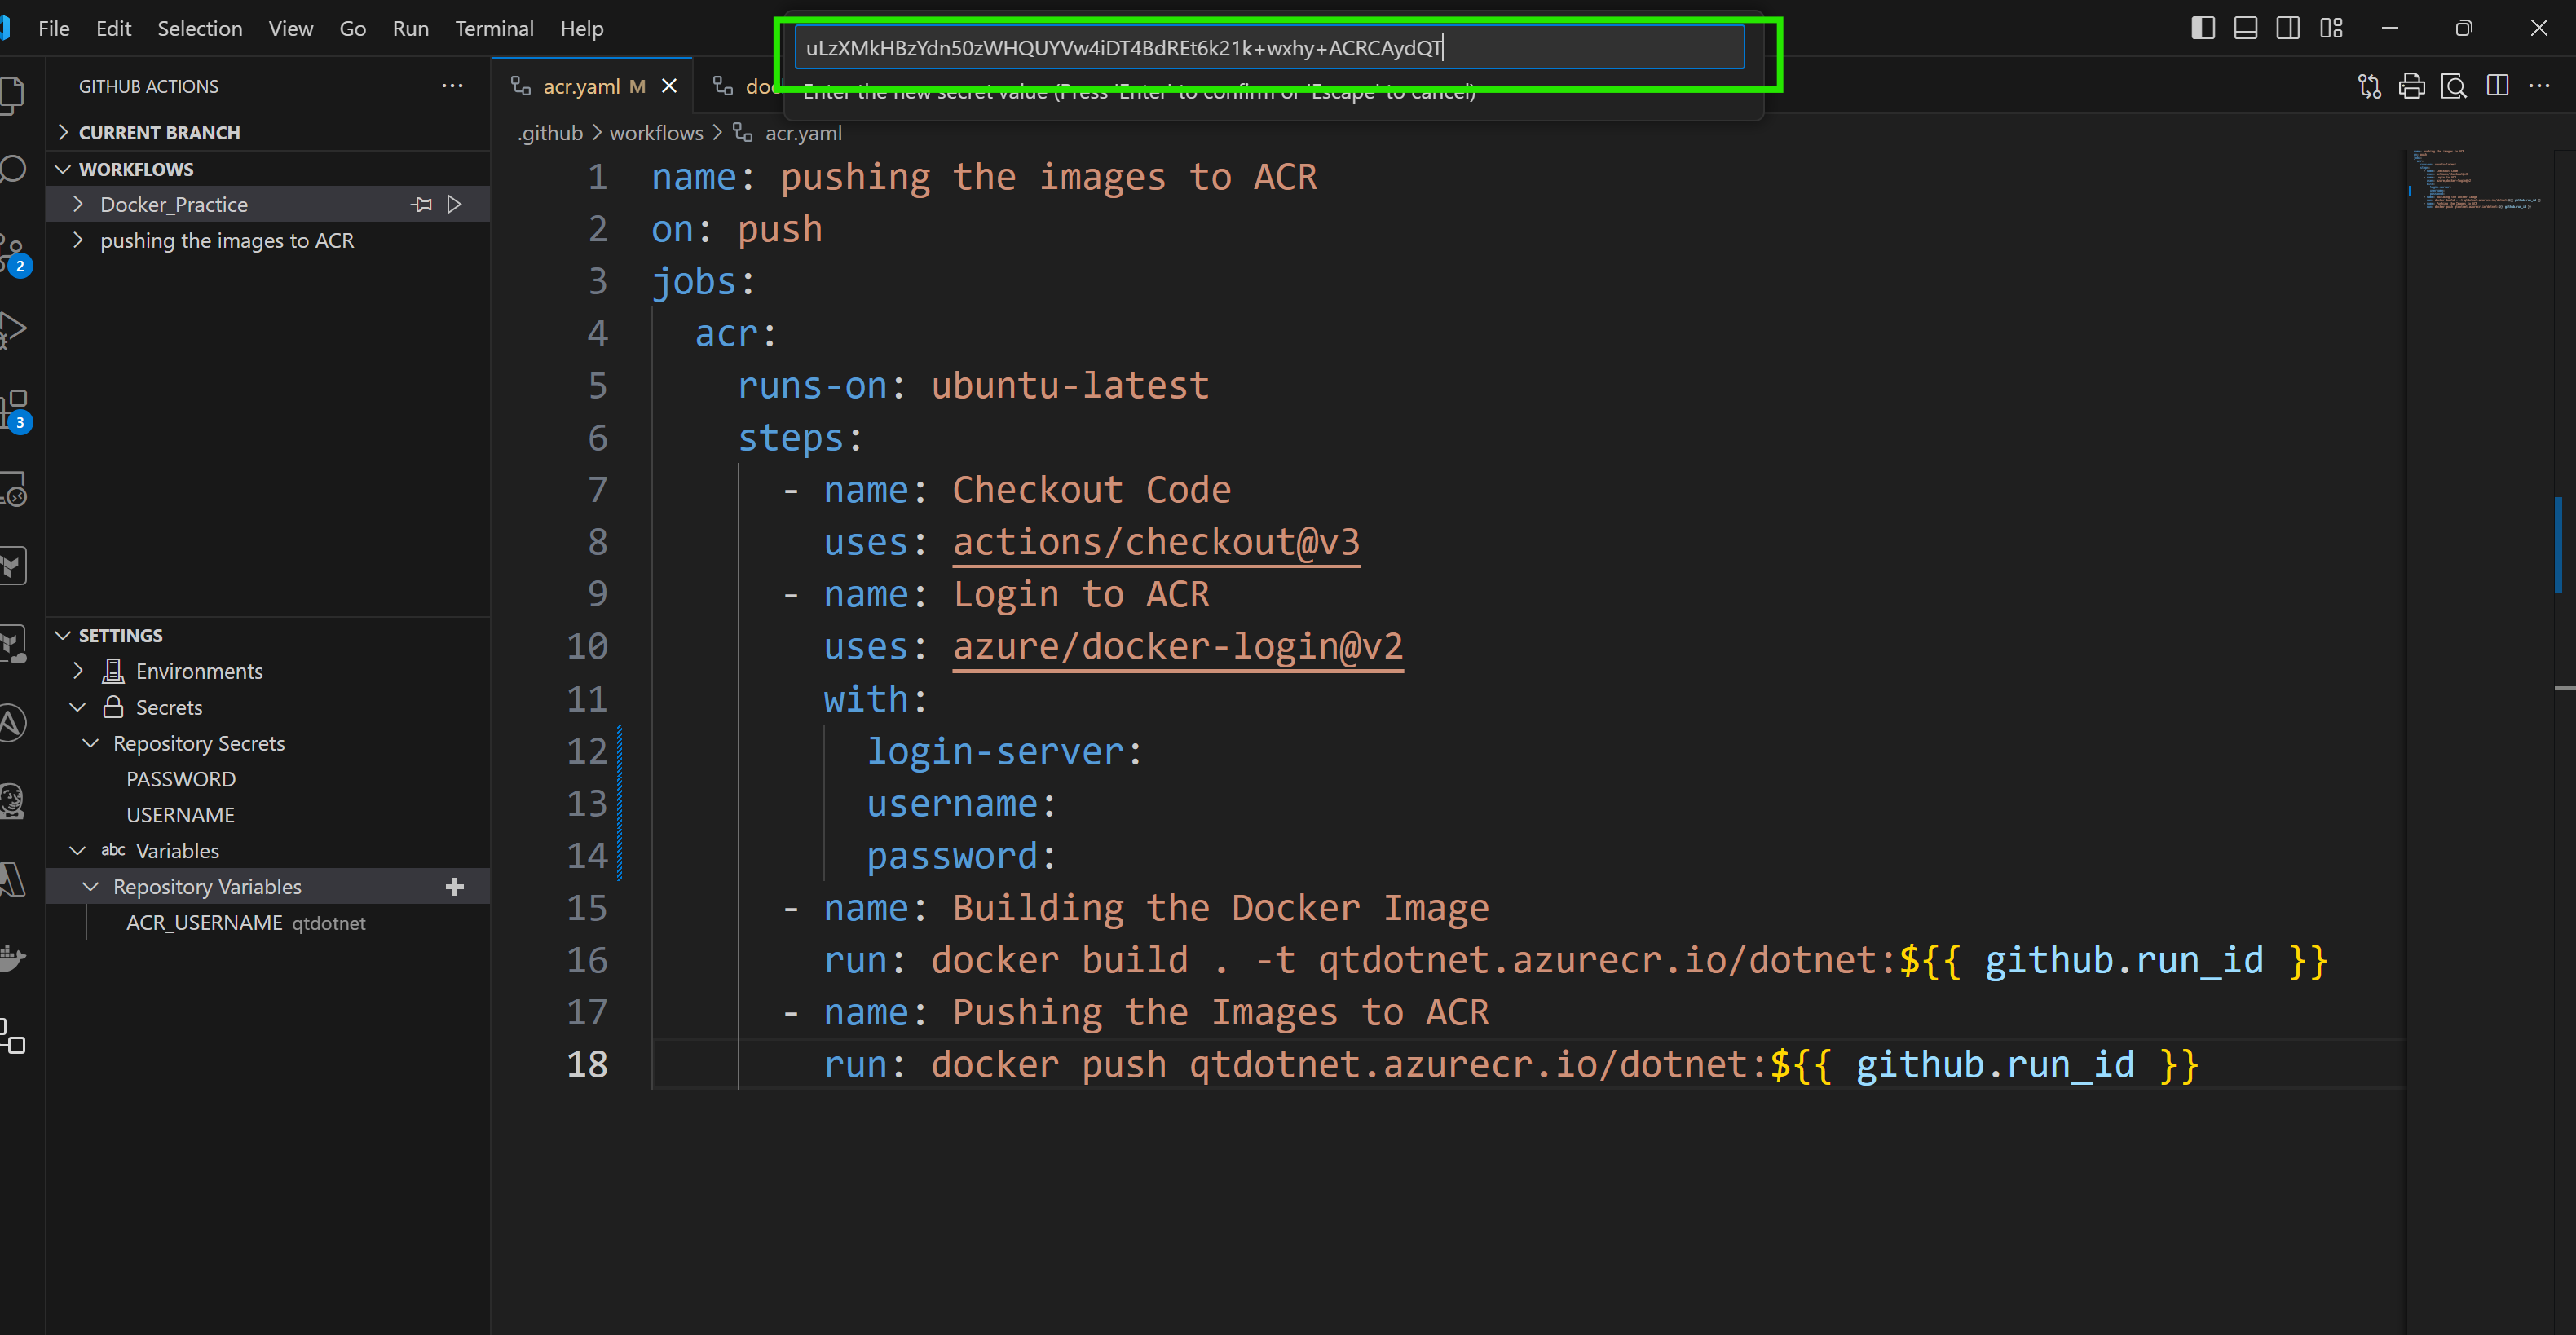 File Edit Selection View Go Run Terminal Help
uLzXMkHBzYdn50zWHQUYVw4iDT4BdREt6k21k+wxhy+ACRCAydQT
Enter the new secret value (Press 'Enter' to confirm or 'Escape' to cancel)
GITHUB ACTIONS
acr.yaml M
doc
CURRENT BRANCH
.github > workflows > acr.yaml
WORKFLOWS
Docker_Practice
pushing the images to ACR
2
3
SETTINGS
Environments
Secrets
Repository Secrets
PASSWORD
USERNAME
abc Variables
Repository Variables
ACR_USERNAME qtdotnet
1 name: pushing the images to ACR
2 on: push
3 jobs:
4 acr:
5 runs-on: ubuntu-latest
6 steps:
7 - name: Checkout Code
8 uses: actions/checkout@v3
9 - name: Login to ACR
10 uses: azure/docker-login@v2
11 with:
12 login-server:
13 username:
14 password:
15 - name: Building the Docker Image
16 run: docker build . -t qtdotnet.azurecr.io/dotnet:${{ github.run_id }}
17 - name: Pushing the Images to ACR
18 run: docker push qtdotnet.azurecr.io/dotnet:${{ github.run_id }}